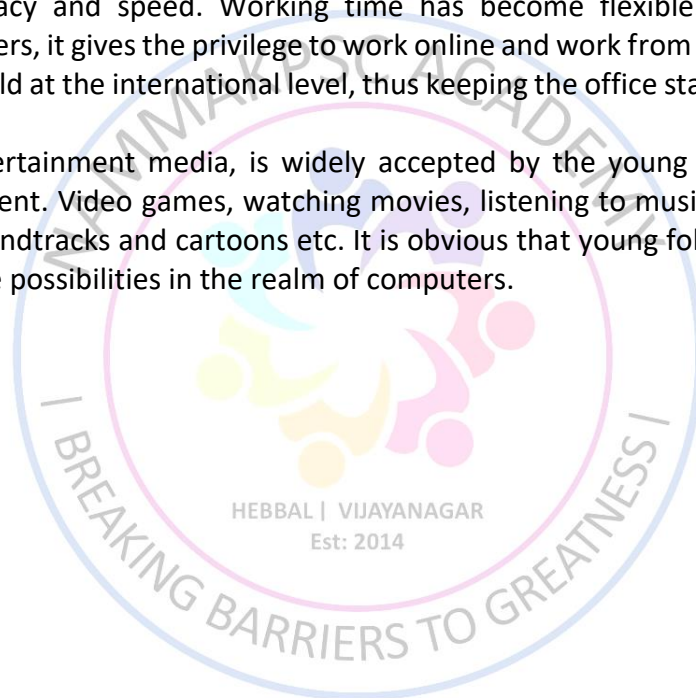 acy and speed. Working time has become flexible
ers, it gives the privilege to work online and work from
ld at the international level, thus keeping the office sta
ertainment media, is widely accepted by the young
ent. Video games, watching movies, listening to musi
ndtracks and cartoons etc. It is obvious that young fol
e possibilities in the realm of computers.
NAMMAKPSC ACADEMY
HEBBAL | VIJAYANAGAR
Est: 2014
| BREAKING BARRIERS TO GREATNESS |